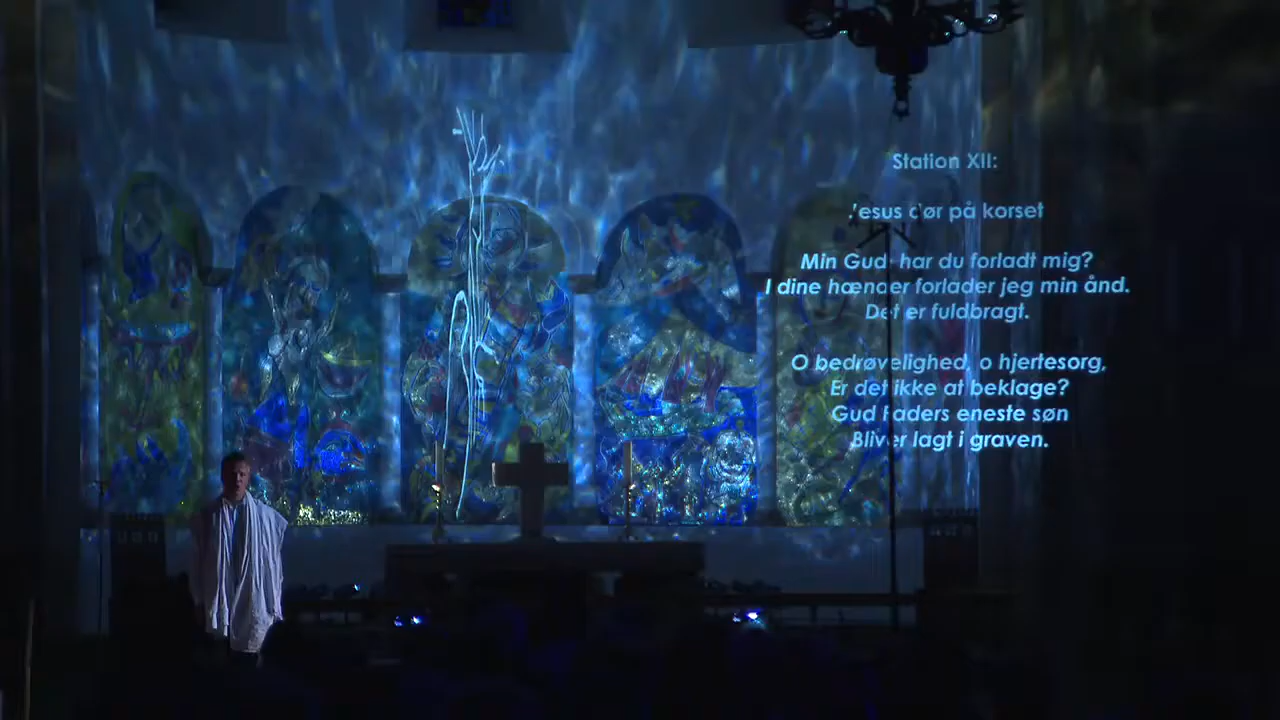 Station XII:
Jesus dør på korset
Min Gud har du forladt mig?
I dine hænder forlader jeg min ånd.
Det er fuldbragt.
O bedrøvelighed, o hjertesorg,
Er det ikke at beklage?
Gud Faders eneste søn
Bliver lagt i graven.